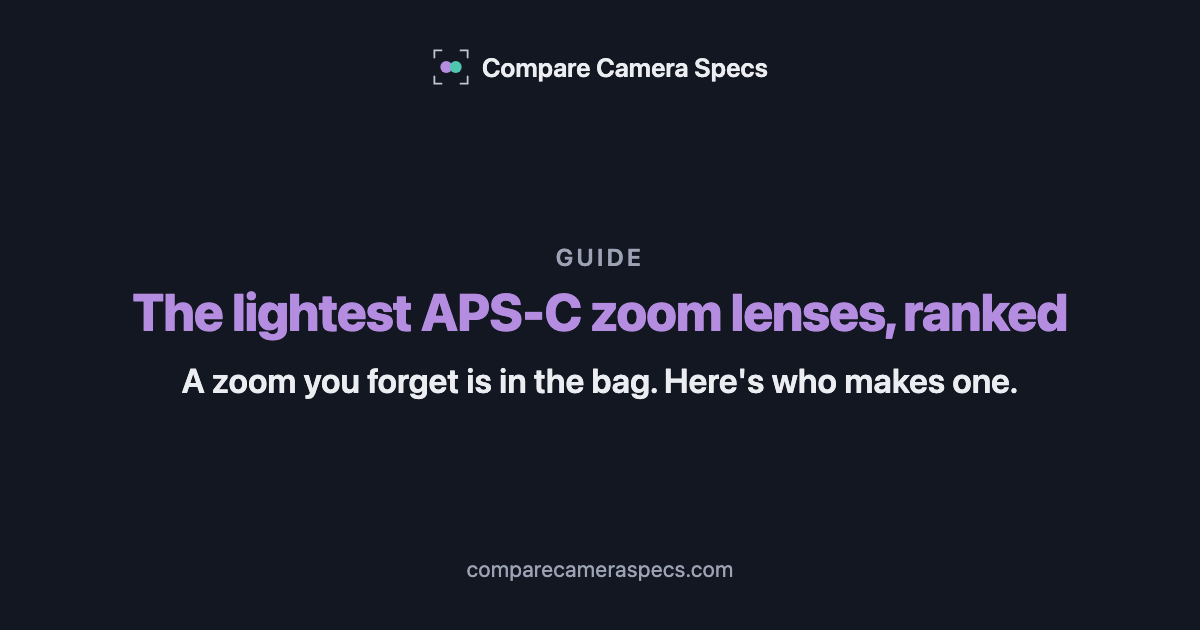 Compare Camera Specs
GUIDE
The lightest APS-C zoom lenses, ranked
A zoom you forget is in the bag. Here's who makes one.
comparecameraspecs.com